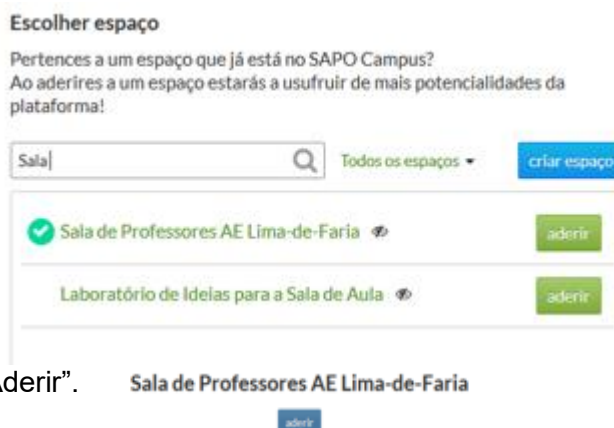 Escolher espaço
Pertences a um espaço que já está no SAPO Campus?
Ao aderires a um espaço estarás a usufruir de mais potencialidades da
plataforma!
Sala
Todos os espaços
criar espaço
Sala de Professores AE Lima-de-Faria
aderir
Laboratório de Ideias para a Sala de Aula
aderir
derir”.
Sala de Professores AE Lima-de-Faria
aderir